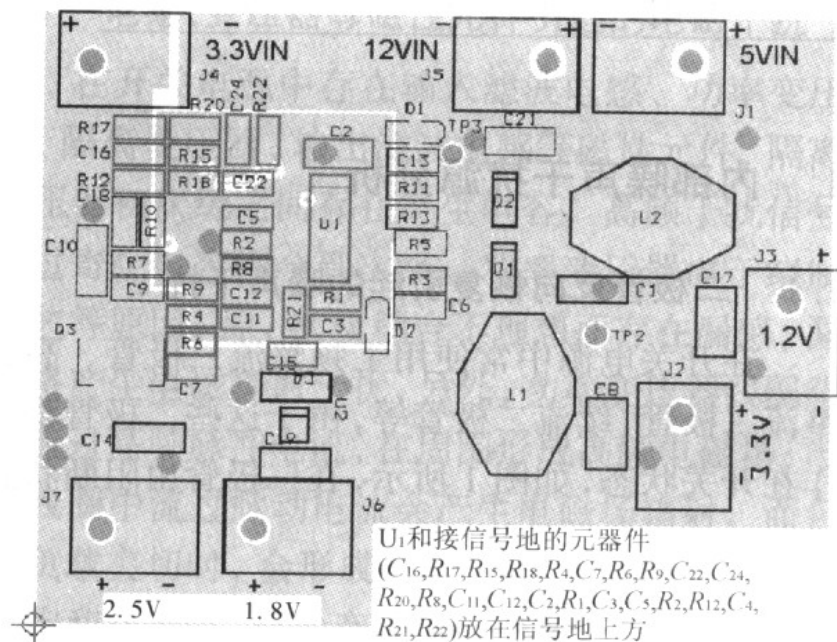 + - 3.3VIN 12VIN - + - + 5VIN
J4 J5 J1
R20 C24 R22 D1 TP3 C21
R17 C2
C16 R15 C13
R12 R18 C22 R11 Q2 L2
C18 R10 C5 U1 R13 J3 +
C10 R2 R5 Q1
R7 R8 R3 C1 C17
C9 R9 C12 R21 R1 C6
R4 C11 C3 D2 TP2 1.2V
D3 R6 C15 J2
C7 U2 L1 C8 + -
C14 3.3V
J7 J6 -
+ - + -
2.5V 1.8V
U₁和接信号地的元器件
(C₁₆,R₁₇,R₁₅,R₁₈,R₄,C₇,R₆,R₉,C₂₂,C₂₄,
R₂₀,R₈,C₁₁,C₁₂,C₂,R₁,C₃,C₅,R₂,R₁₂,C₄,
R₂₁,R₂₂)放在信号地上方